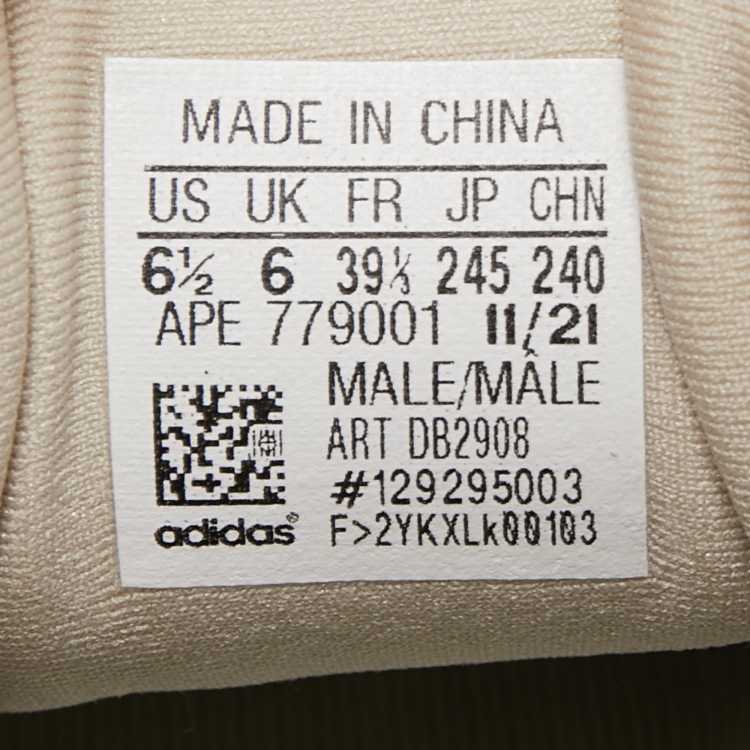 MADE IN CHINA
US UK FR JP CHN
6½ 6 39⅓ 245 240
APE 779001 11/21
MALE/MÂLE
ART DB2908
#129295003
adidas® F>2YKXLk00103